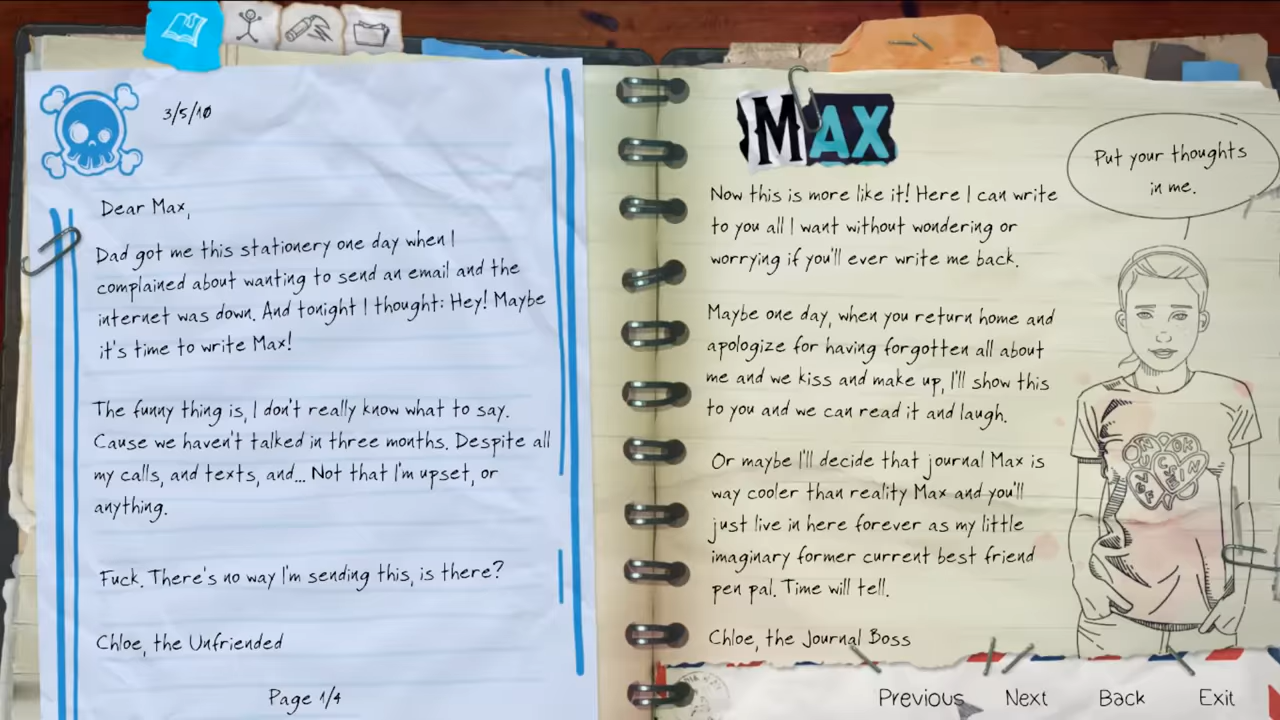 3/5/10
Dear Max,
Dad got me this stationery one day when I
complained about wanting to send an email and the
internet was down. And tonight I thought: Hey! Maybe
it's time to write Max!
The funny thing is, I don't really know what to say.
Cause we haven't talked in three months. Despite all
my calls, and texts, and... Not that I'm upset, or
anything.
Fuck. There's no way I'm sending this, is there?
Chloe, the Unfriended
Page 1/4
MAX
Now this is more like it! Here I can write
to you all I want without wondering or
worrying if you'll ever write me back.
Maybe one day, when you return home and
apologize for having forgotten all about
me and we kiss and make up, I'll show this
to you and we can read it and laugh.
Or maybe I'll decide that journal Max is
way cooler than reality Max and you'll
just live in here forever as my little
imaginary former current best friend
pen pal. Time will tell.
Chloe, the Journal Boss
Put your thoughts
in me.
Previous
Next
Back
Exit